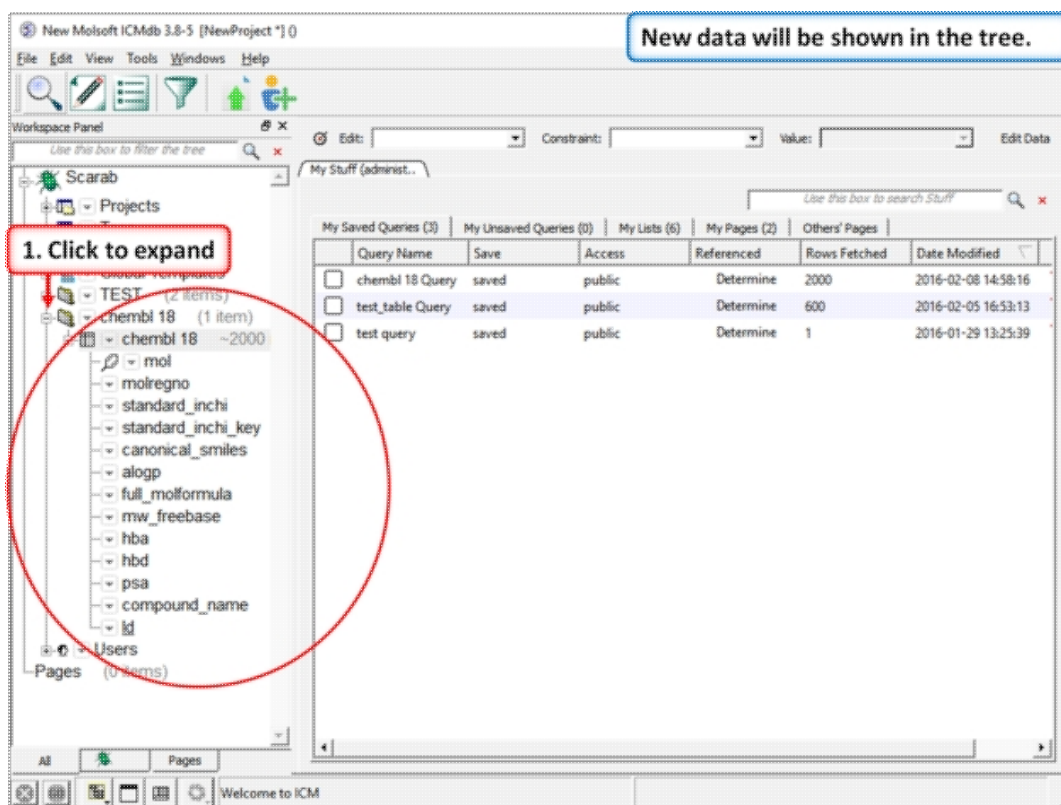 New Molsoft ICMdb 3.8-5 [NewProject *] ()
New data will be shown in the tree.
File Edit View Tools Windows Help
Workspace Panel
Use this box to filter the tree
Edit: Constraint: Value: Edit Data
My Stuff (administ..
Use this box to search Stuff
My Saved Queries (3) My Unsaved Queries (0) My Lists (6) My Pages (2) Others' Pages
Query Name Save Access Referenced Rows Fetched Date Modified
chembl 18 Query saved public Determine 2000 2016-02-08 14:58:16
test_table Query saved public Determine 600 2016-02-05 16:53:13
test query saved public Determine 1 2016-01-29 13:25:39
Scarab
Projects
1. Click to expand
Global Templates
TEST (2 items)
chembl 18 (1 item)
chembl 18 ~2000
mol
molregno
standard_inchi
standard_inchi_key
canonical_smiles
alogp
full_molformula
mw_freebase
hba
hbd
psa
compound_name
id
Users
Pages (0 items)
All Pages
Welcome to ICM